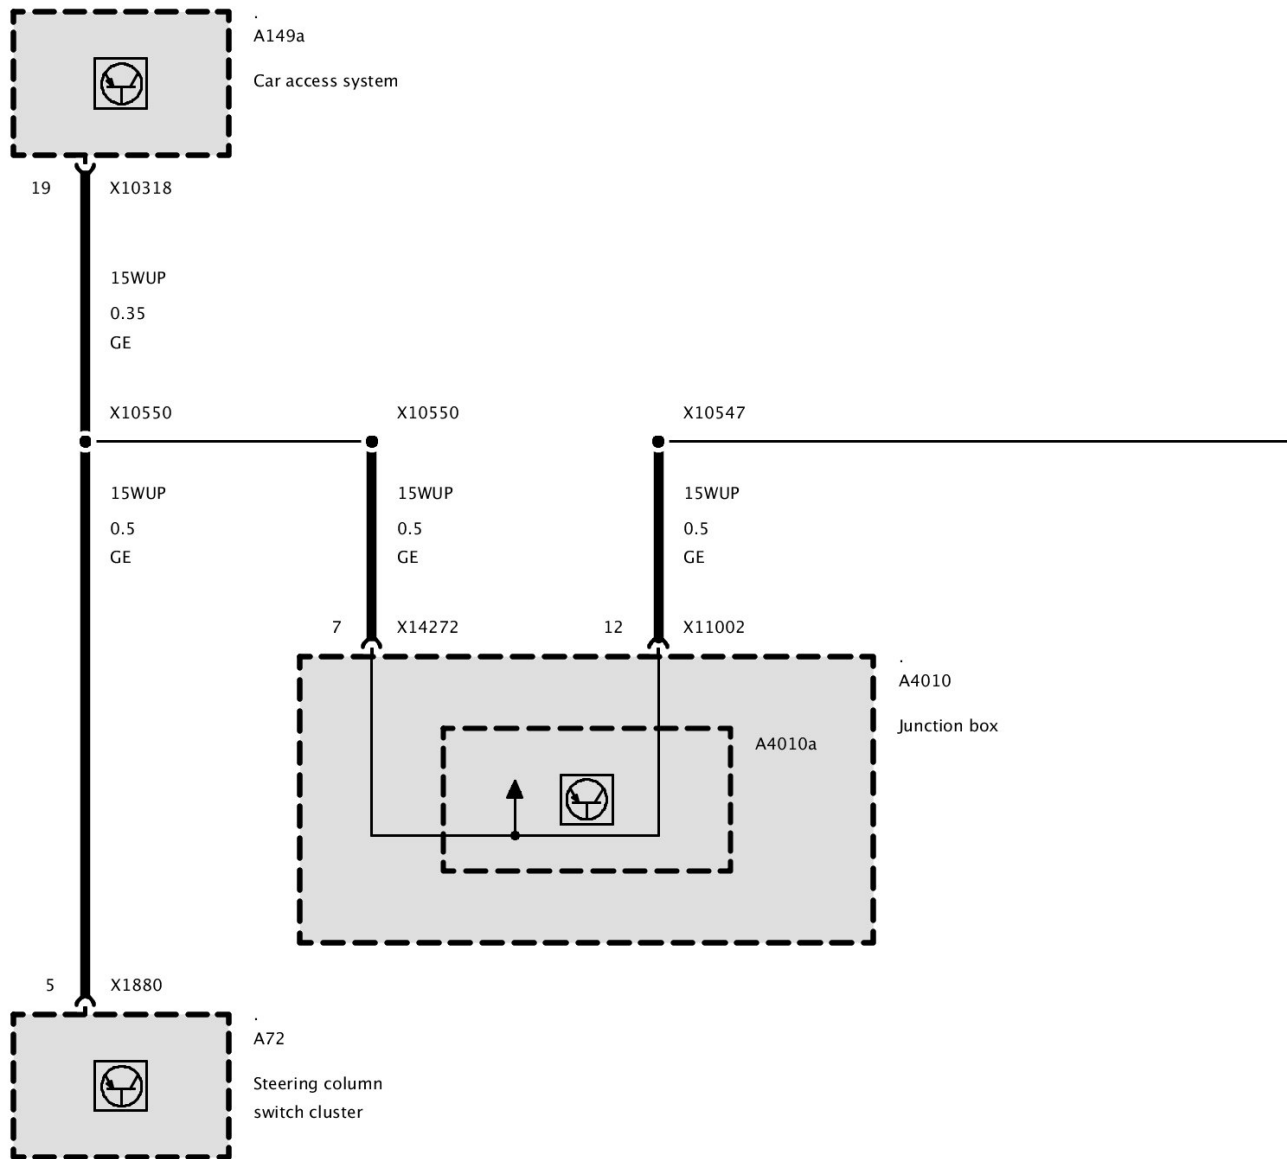 .
A149a
Car access system
19 X10318
15WUP
0.35
GE
X10550 X10550 X10547
15WUP 15WUP 15WUP
0.5 0.5 0.5
GE GE GE
7 X14272 12 X11002
.
A4010
Junction box
A4010a
5 X1880
.
A72
Steering column
switch cluster